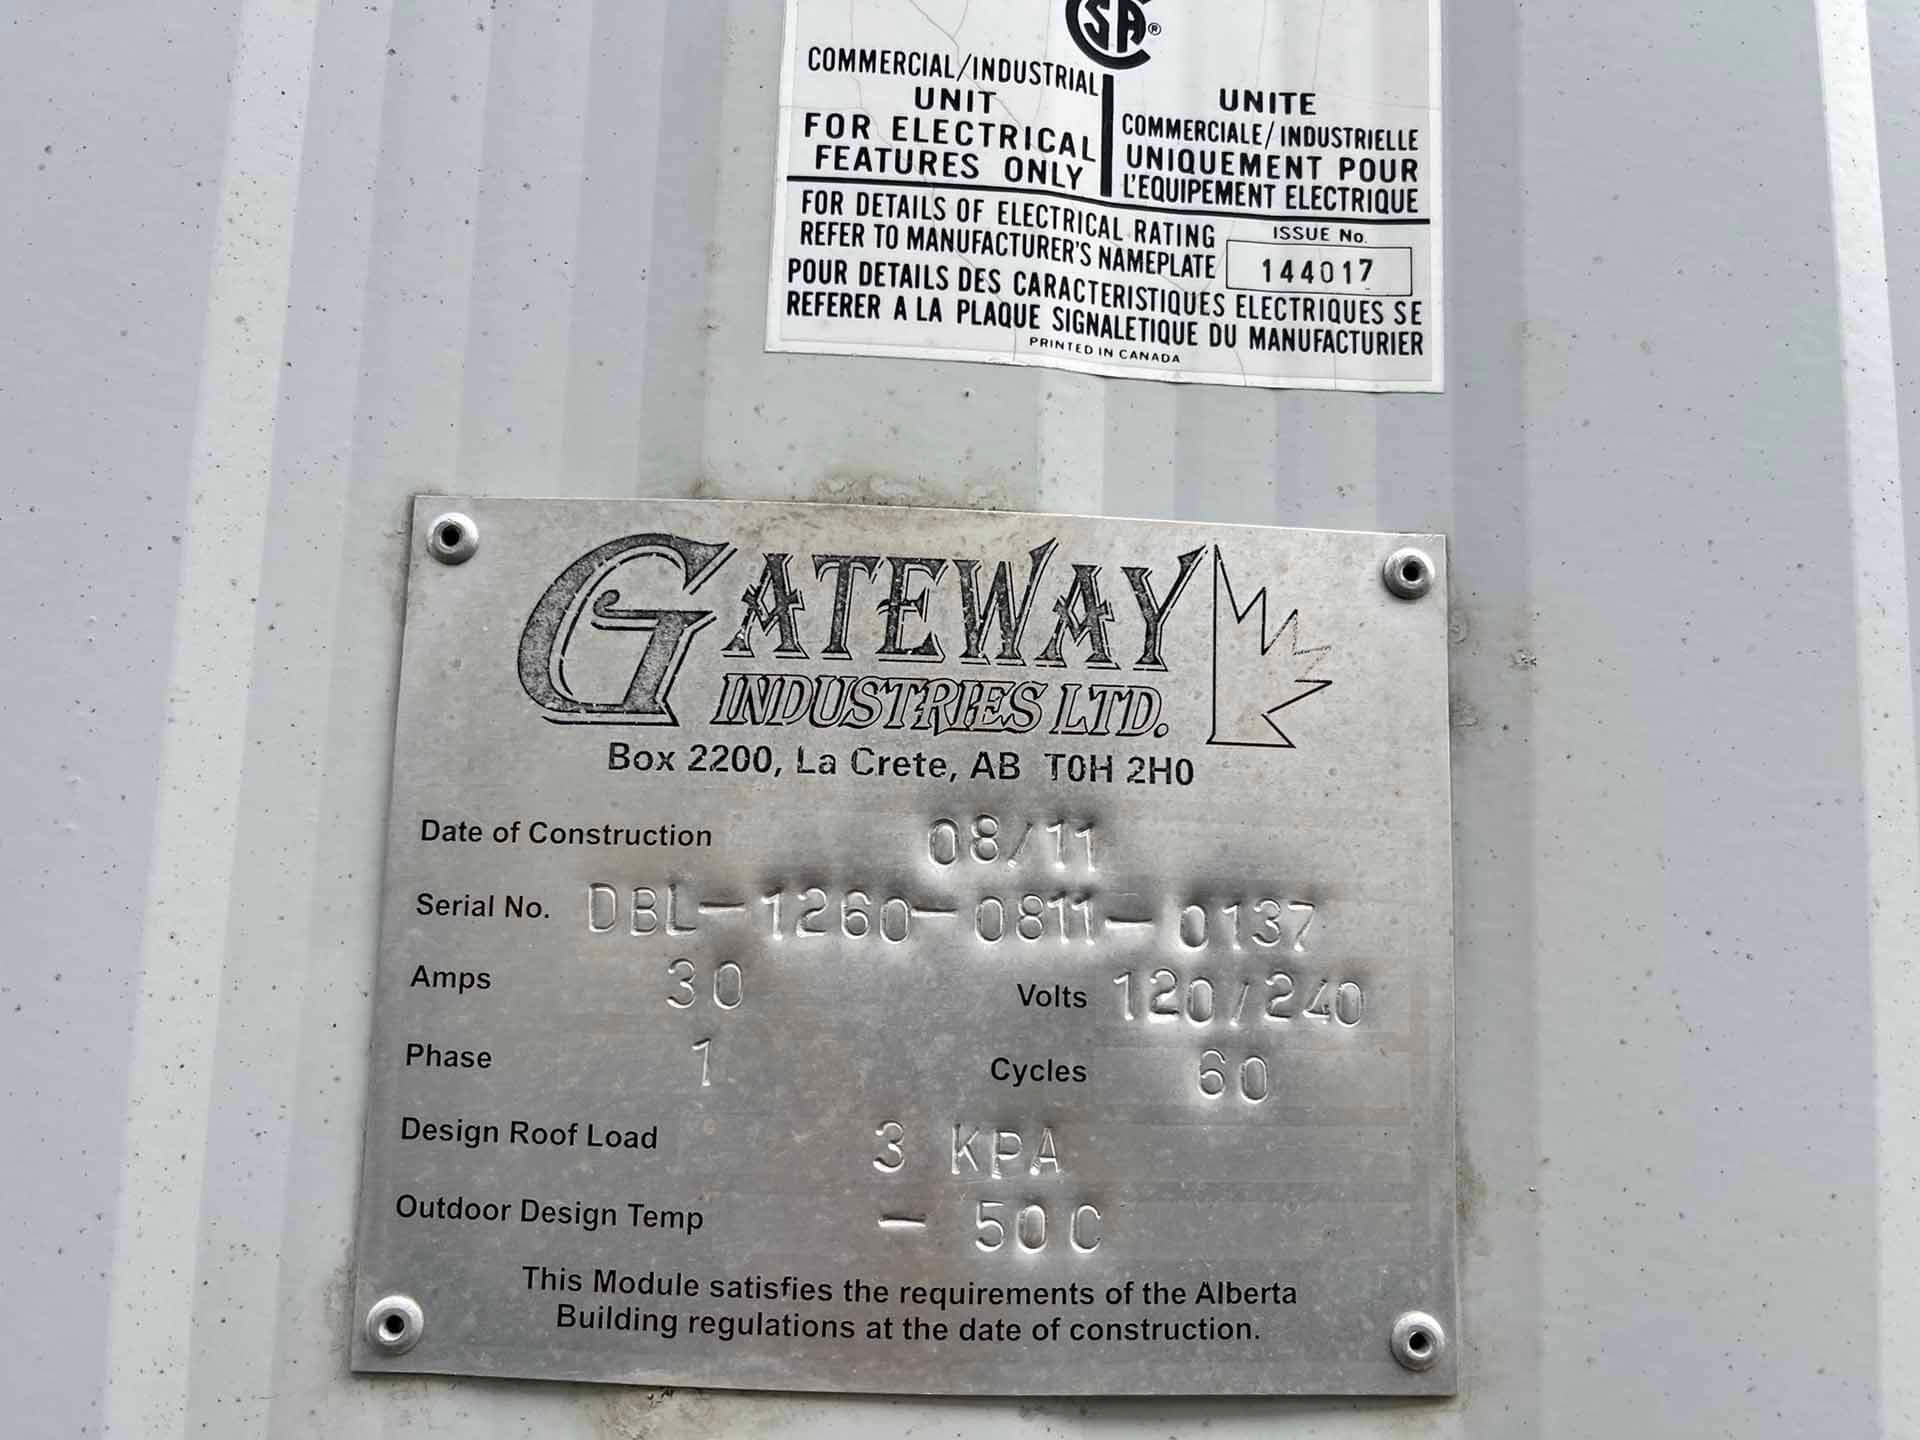 SA®
COMMERCIAL/INDUSTRIAL
UNIT
FOR ELECTRICAL
FEATURES ONLY
UNITE
COMMERCIALE/INDUSTRIELLE
UNIQUEMENT POUR
L'EQUIPEMENT ELECTRIQUE
FOR DETAILS OF ELECTRICAL RATING
REFER TO MANUFACTURER'S NAMEPLATE
ISSUE No.
144017
POUR DETAILS DES CARACTERISTIQUES ELECTRIQUES SE
REFERER A LA PLAQUE SIGNALETIQUE DU MANUFACTURIER
PRINTED IN CANADA
GATEWAY
INDUSTRIES LTD.
Box 2200, La Crete, AB T0H 2H0
Date of Construction 08/11
Serial No. DBL-1260-0811-0137
Amps 30 Volts 120/240
Phase 1 Cycles 60
Design Roof Load 3 KPA
Outdoor Design Temp - 50 C
This Module satisfies the requirements of the Alberta
Building regulations at the date of construction.